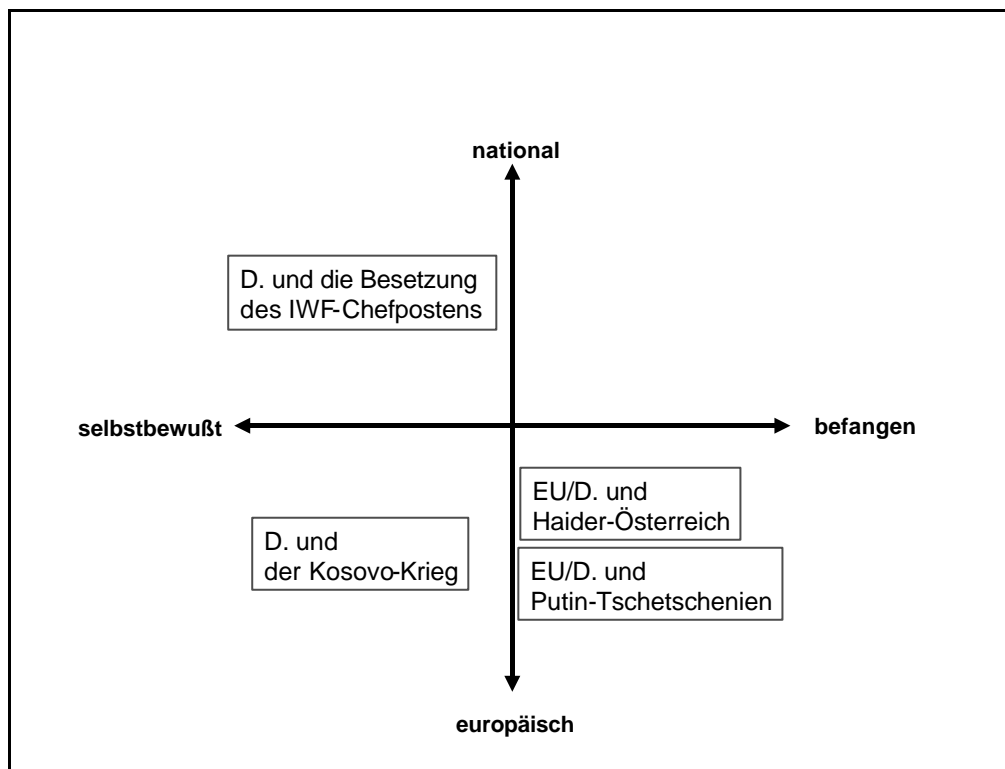 national
D. und die Besetzung
des IWF-Chefpostens
selbstbewußt
befangen
EU/D. und
Haider-Österreich
D. und
der Kosovo-Krieg
EU/D. und
Putin-Tschetschenien
europäisch